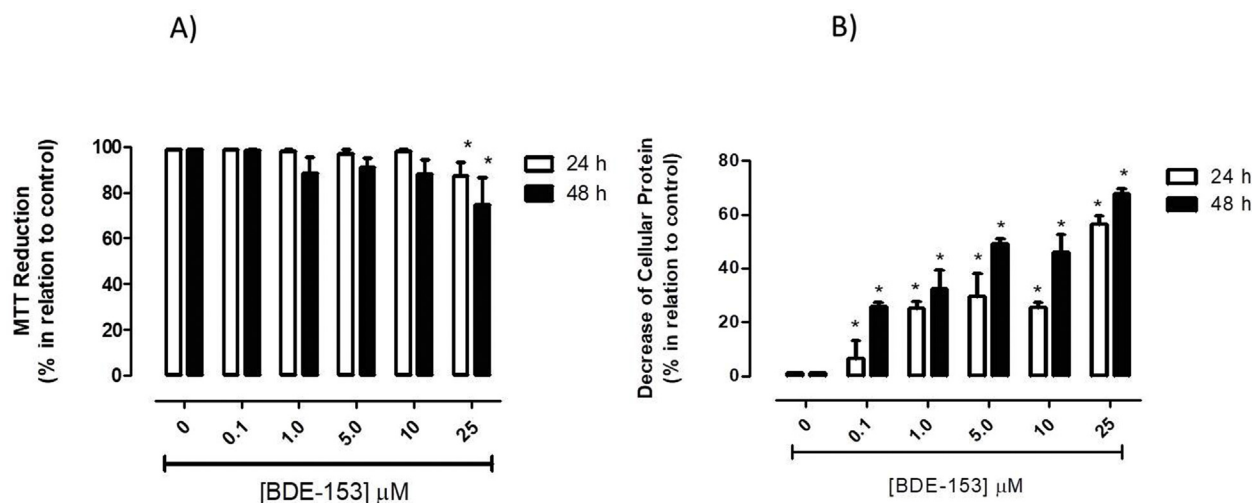 A)
MTT Reduction
(% in relation to control)
100
80
60
40
20
0
*
*
24 h
48 h
0
0.1
1.0
5.0
10
25
[BDE-153] μM
B)
Decrease of Cellular Protein
(% in relation to control)
80
60
40
20
0
*
*
*
*
*
*
*
*
*
*
24 h
48 h
0
0.1
1.0
5.0
10
25
[BDE-153] μM